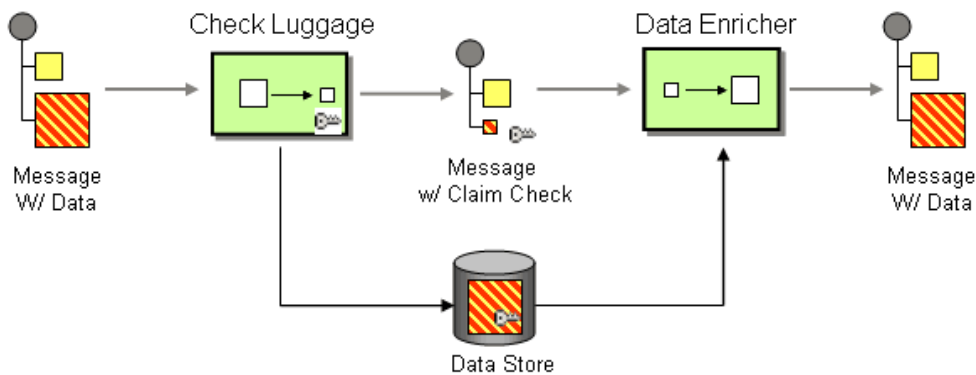 Check Luggage
Data Enricher
Message
W/ Data
Message
w/ Claim Check
Message
W/ Data
Data Store